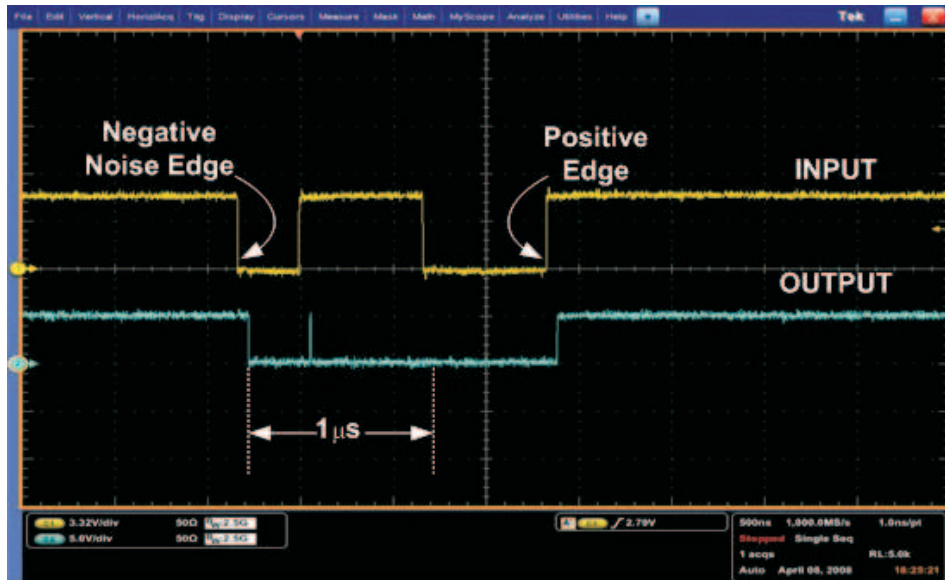 File Edit Vertical Horiz/Acq Trig Display Cursors Measure Mask Math MyScope Analyze Utilities Help Tek
Negative
Noise Edge
Positive
Edge
INPUT
OUTPUT
1 µs
3.32V/div 50Ω :2.5G
5.0V/div 50Ω :2.5G
2.79V
500ns 1,000.0MS/s 1.0ns/pt
Stopped Single Seq
1 acqs RL:5.0k
Auto April 08, 2008